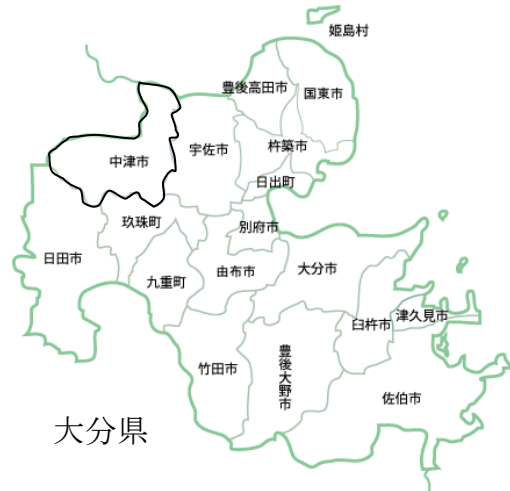 姫島村
豊後高田市
国東市
中津市
宇佐市
杵築市
日出町
玖珠町
別府市
日田市
九重町
由布市
大分市
津久見市
臼杵市
竹田市
豊後大野市
佐伯市
大分県